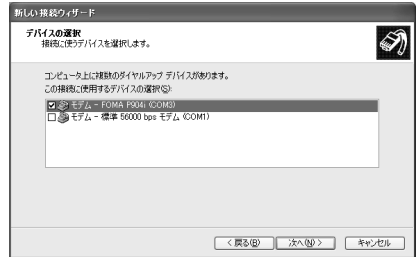 新しい接続ウィザード
デバイスの選択
接続に使うデバイスを選択します。
コンピュータ上に複数のダイヤルアップ デバイスがあります。
この接続に使用するデバイスの選択(S):
モデム - FOMA P904i (COM3)
モデム - 標準 56000 bps モデム (COM1)
< 戻る(B)
次へ(N) >
キャンセル